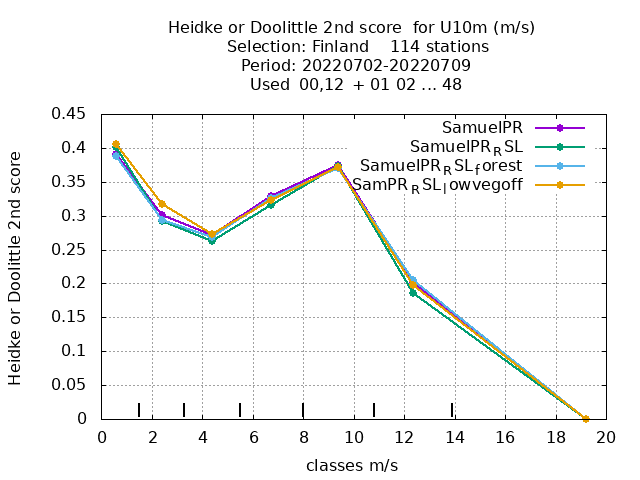 Heidke or Doolittle 2nd score  for U10m (m/s)
Selection: Finland    114 stations
Period: 20220702-20220709
Used  00,12  + 01 02 ... 48
Heidke or Doolittle 2nd score
0.45
0.4
0.35
0.3
0.25
0.2
0.15
0.1
0.05
0
SamuelPR
SamuelPR_RSL
SamuelPR_RSL_forest
SamPR_RSL_lowvegoff
0 2 4 6 8 10 12 14 16 18 20
classes m/s